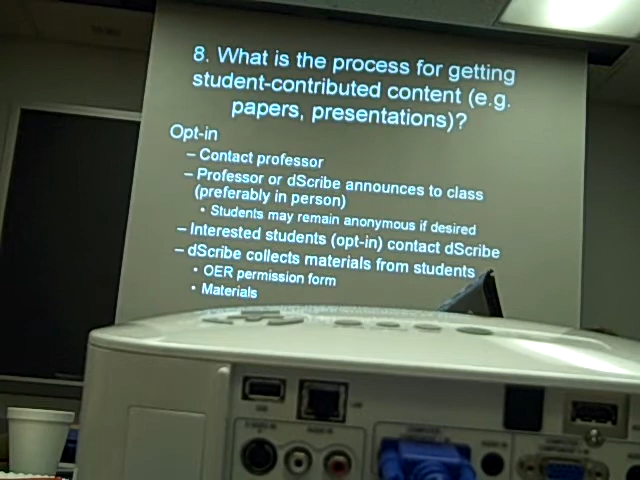 8. What is the process for getting
student-contributed content (e.g.
papers, presentations)?
Opt-in
– Contact professor
– Professor or dScribe announces to class
(preferably in person)
• Students may remain anonymous if desired
– Interested students (opt-in) contact dScribe
– dScribe collects materials from students
• OER permission form
• Materials